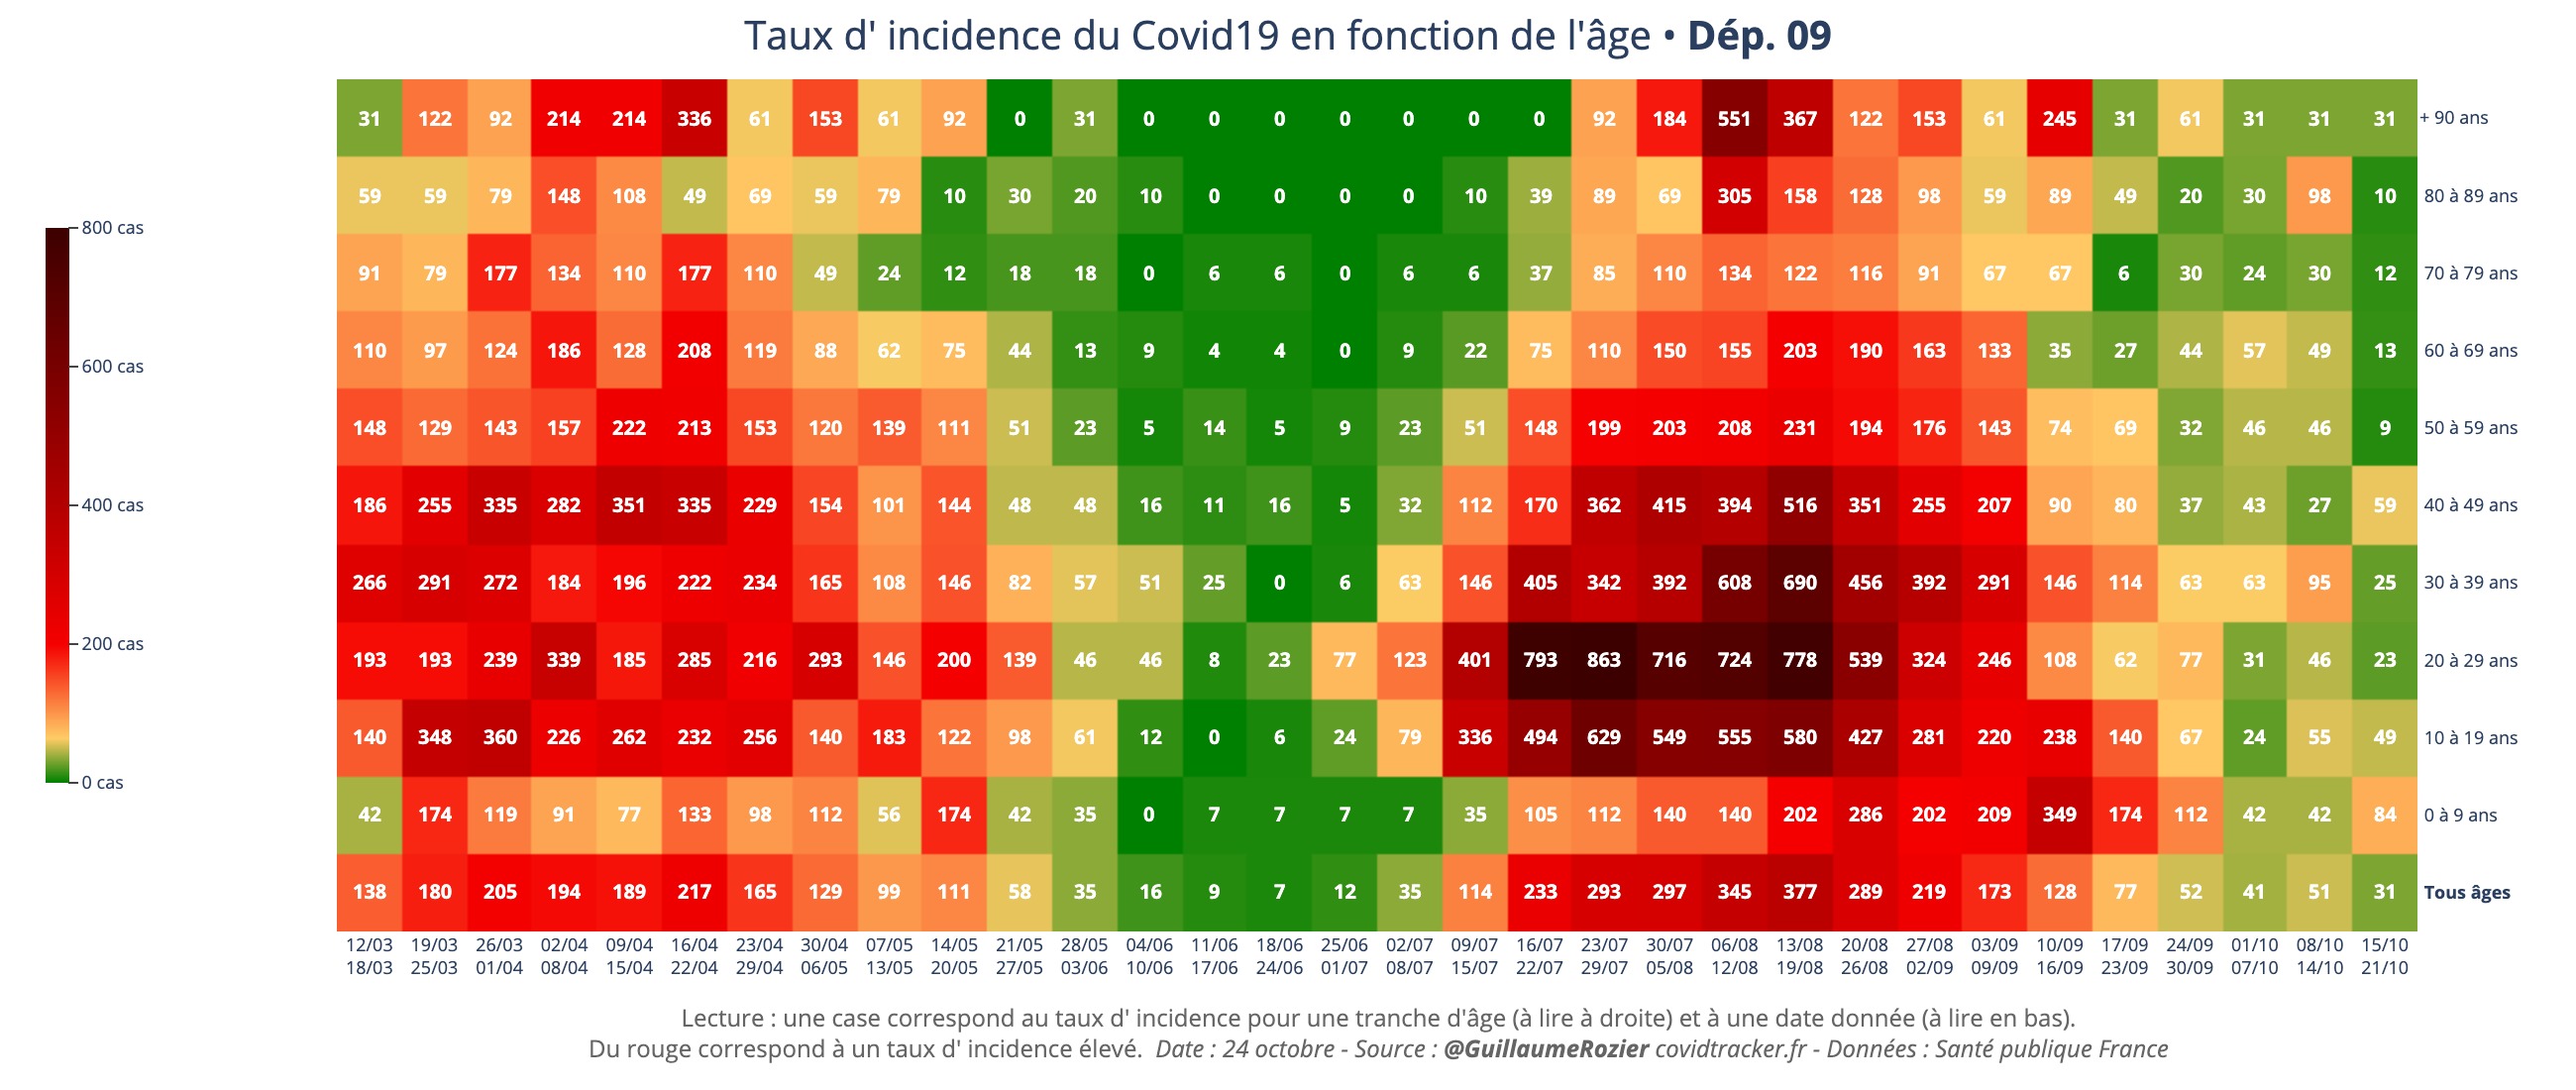 Taux d' incidence du Covid19 en fonction de l'âge • Dép. 09
800 cas
600 cas
400 cas
200 cas
0 cas
31 122 92 214 214 336 61 153 61 92 0 31 0 0 0 0 0 0 0 92 184 551 367 122 153 61 245 31 61 31 31 31 + 90 ans
59 59 79 148 108 49 69 59 79 10 30 20 10 0 0 0 0 10 39 89 69 305 158 128 98 59 89 49 20 30 98 10 80 à 89 ans
91 79 177 134 110 177 110 49 24 12 18 18 0 6 6 0 6 6 37 85 110 134 122 116 91 67 67 6 30 24 30 12 70 à 79 ans
110 97 124 186 128 208 119 88 62 75 44 13 9 4 4 0 9 22 75 110 150 155 203 190 163 133 35 27 44 57 49 13 60 à 69 ans
148 129 143 157 222 213 153 120 139 111 51 23 5 14 5 9 23 51 148 199 203 208 231 194 176 143 74 69 32 46 46 9 50 à 59 ans
186 255 335 282 351 335 229 154 101 144 48 48 16 11 16 5 32 112 170 362 415 394 516 351 255 207 90 80 37 43 27 59 40 à 49 ans
266 291 272 184 196 222 234 165 108 146 82 57 51 25 0 6 63 146 405 342 392 608 690 456 392 291 146 114 63 63 95 25 30 à 39 ans
193 193 239 339 185 285 216 293 146 200 139 46 46 8 23 77 123 401 793 863 716 724 778 539 324 246 108 62 77 31 46 23 20 à 29 ans
140 348 360 226 262 232 256 140 183 122 98 61 12 0 6 24 79 336 494 629 549 555 580 427 281 220 238 140 67 24 55 49 10 à 19 ans
42 174 119 91 77 133 98 112 56 174 42 35 0 7 7 7 7 35 105 112 140 140 202 286 202 209 349 174 112 42 42 84 0 à 9 ans
138 180 205 194 189 217 165 129 99 111 58 35 16 9 7 12 35 114 233 293 297 345 377 289 219 173 128 77 52 41 51 31 Tous âges
12/03 19/03 26/03 02/04 09/04 16/04 23/04 30/04 07/05 14/05 21/05 28/05 04/06 11/06 18/06 25/06 02/07 09/07 16/07 23/07 30/07 06/08 13/08 20/08 27/08 03/09 10/09 17/09 24/09 01/10 08/10 15/10
18/03 25/03 01/04 08/04 15/04 22/04 29/04 06/05 13/05 20/05 27/05 03/06 10/06 17/06 24/06 01/07 08/07 15/07 22/07 29/07 05/08 12/08 19/08 26/08 02/09 09/09 16/09 23/09 30/09 07/10 14/10 21/10
Lecture : une case correspond au taux d' incidence pour une tranche d'âge (à lire à droite) et à une date donnée (à lire en bas).
Du rouge correspond à un taux d' incidence élevé. Date : 24 octobre - Source : @GuillaumeRozier covidtracker.fr - Données : Santé publique France